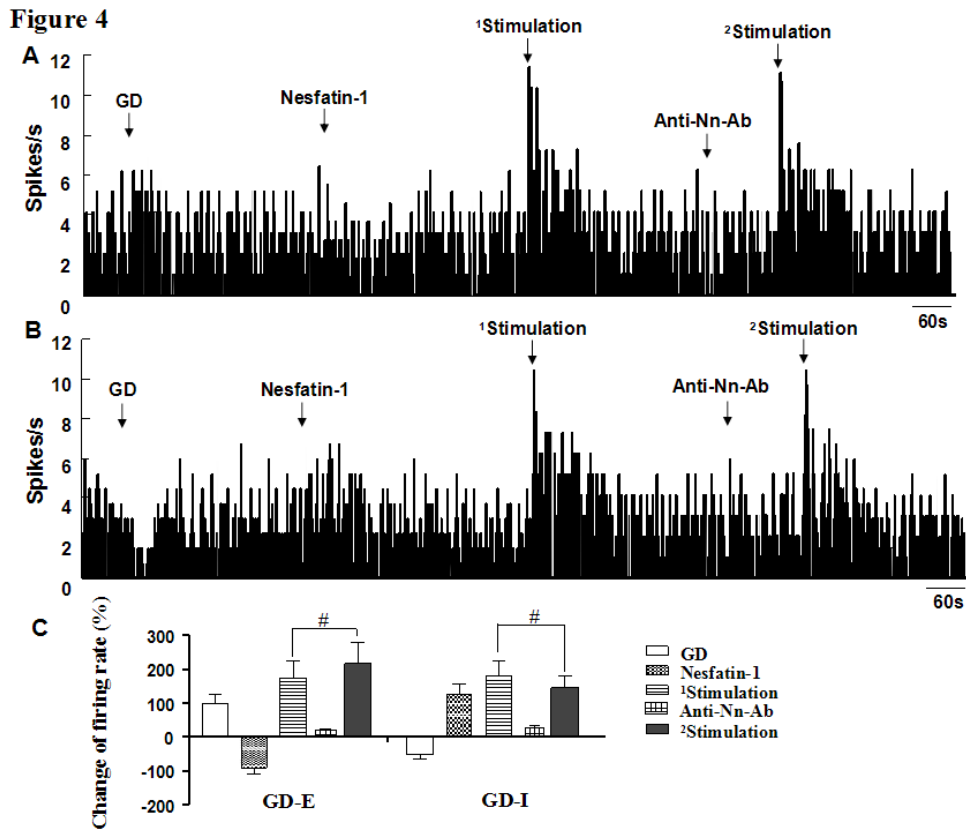 Figure 4
A
¹Stimulation
²Stimulation
GD
Nesfatin-1
Anti-Nn-Ab
Spikes/s
12
10
8
6
4
2
0
60s
B
¹Stimulation
²Stimulation
GD
Nesfatin-1
Anti-Nn-Ab
Spikes/s
12
10
8
6
4
2
0
60s
C
Change of firing rate (%)
300
200
100
0
-100
-200
#
#
GD-E
GD-I
GD
Nesfatin-1
¹Stimulation
Anti-Nn-Ab
²Stimulation